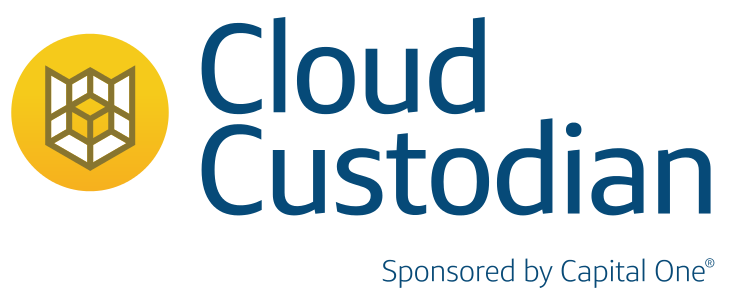 Cloud
Custodian
Sponsored by Capital One®